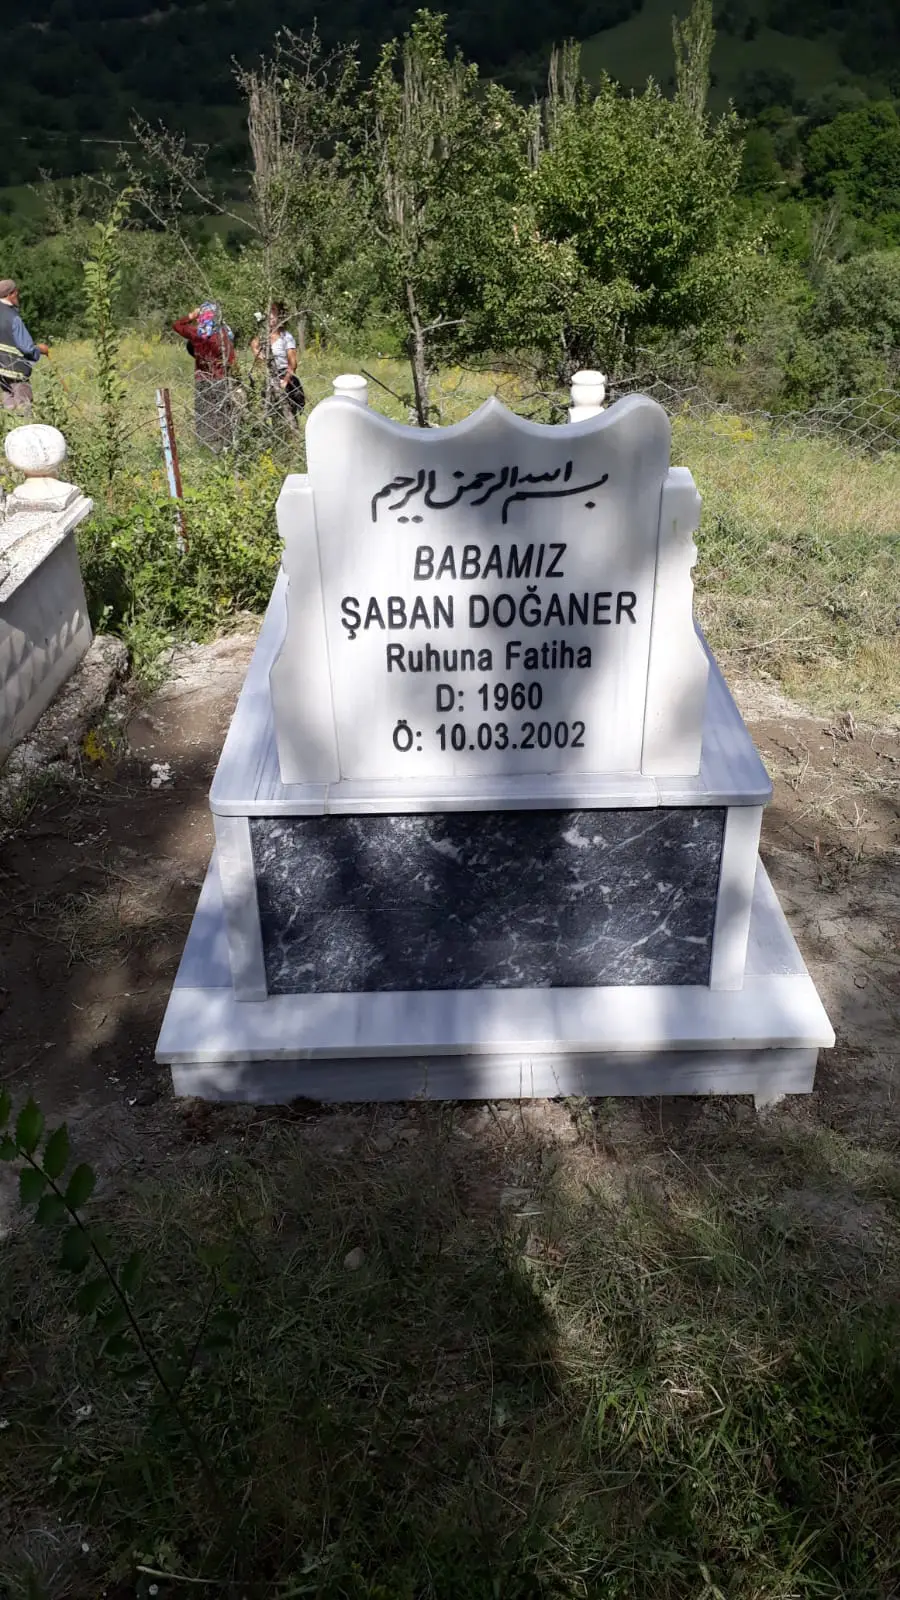 بسم الله الرحمن الرحيم
BABAMIZ
ŞABAN DOĞANER
Ruhuna Fatiha
D: 1960
Ö: 10.03.2002